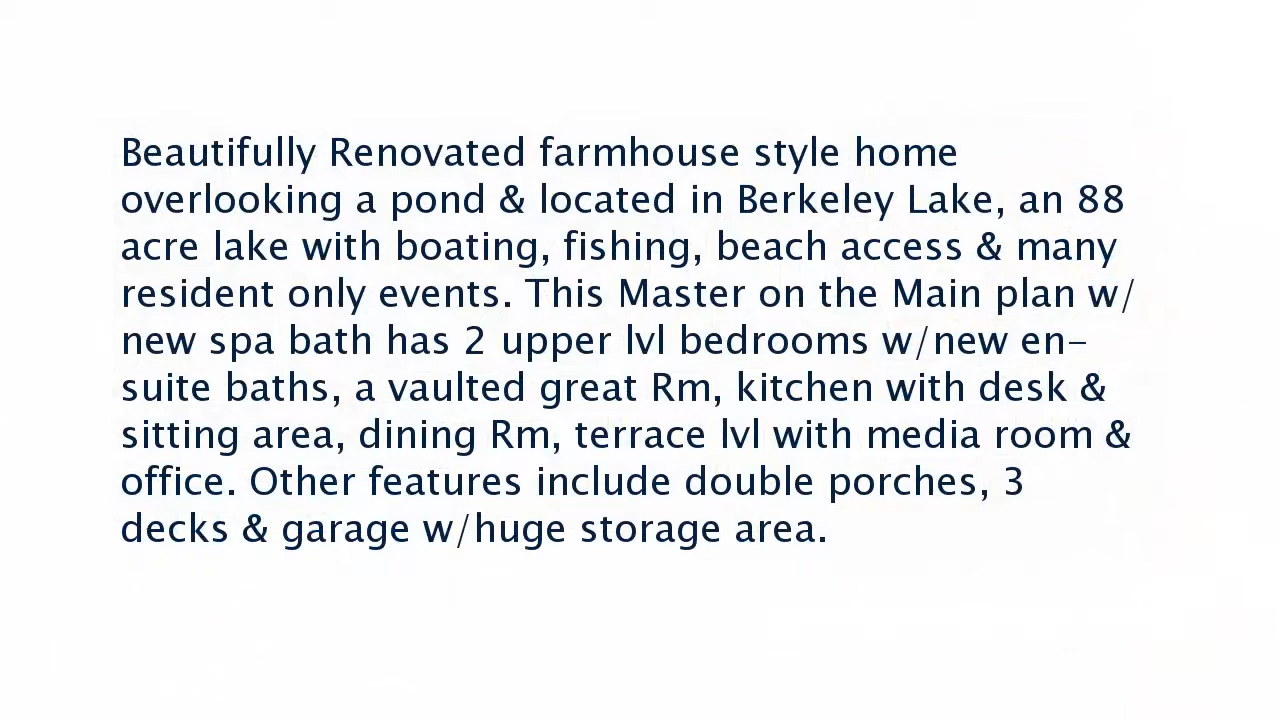 Beautifully Renovated farmhouse style home
overlooking a pond & located in Berkeley Lake, an 88
acre lake with boating, fishing, beach access & many
resident only events. This Master on the Main plan w/
new spa bath has 2 upper lvl bedrooms w/new en-
suite baths, a vaulted great Rm, kitchen with desk &
sitting area, dining Rm, terrace lvl with media room &
office. Other features include double porches, 3
decks & garage w/huge storage area.